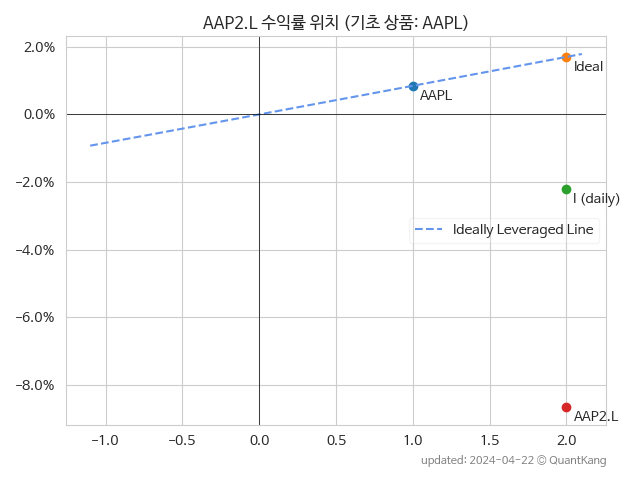 AAP2.L 수익률 위치 (기초 상품: AAPL)
2.0%
0.0%
−2.0%
−4.0%
−6.0%
−8.0%
Ideal
AAPL
I (daily)
Ideally Leveraged Line
AAP2.L
−1.0 −0.5 0.0 0.5 1.0 1.5 2.0
updated: 2024-04-22 © QuantKang